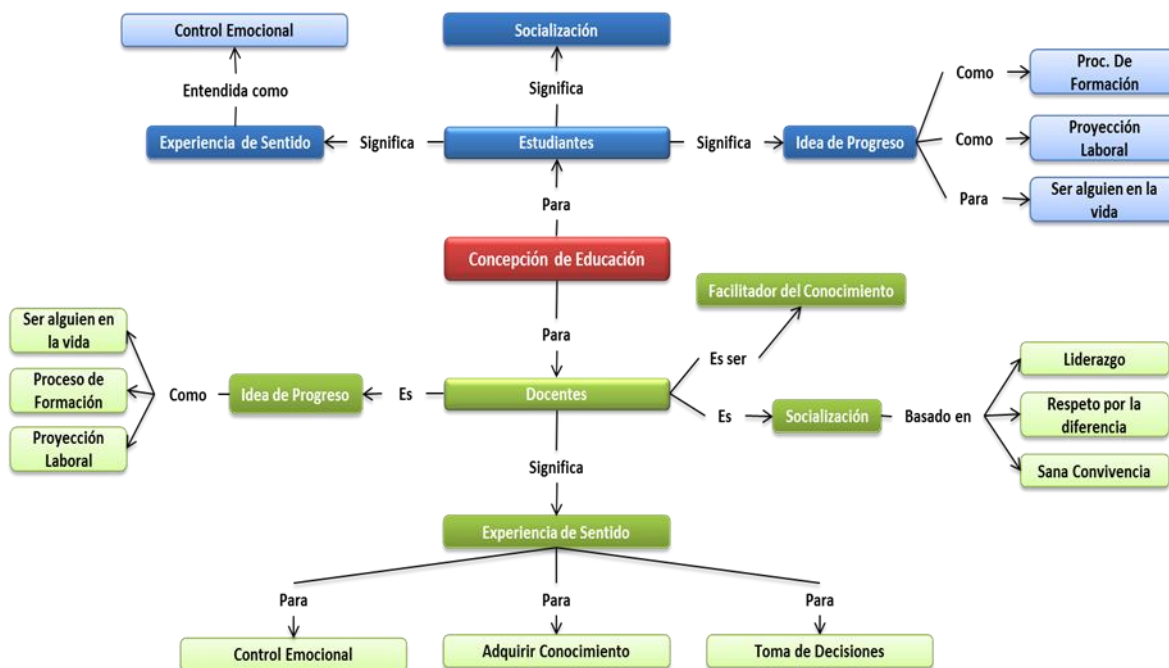 Control Emocional
Socialización
Entendida como
Significa
Como
Proc. De
Formación
Experiencia de Sentido
Significa
Estudiantes
Significa
Idea de Progreso
Como
Proyección
Laboral
Para
Ser alguien en la
vida
Para
Concepción de Educación
Facilitador del Conocimiento
Ser alguien en
la vida
Para
Es ser
Liderazgo
Proceso de
Formación
Como
Idea de Progreso
Es
Docentes
Es
Socialización
Basado en
Respeto por la
diferencia
Proyección
Laboral
Significa
Sana Convivencia
Experiencia de Sentido
Para
Para
Para
Control Emocional
Adquirir Conocimiento
Toma de Decisiones